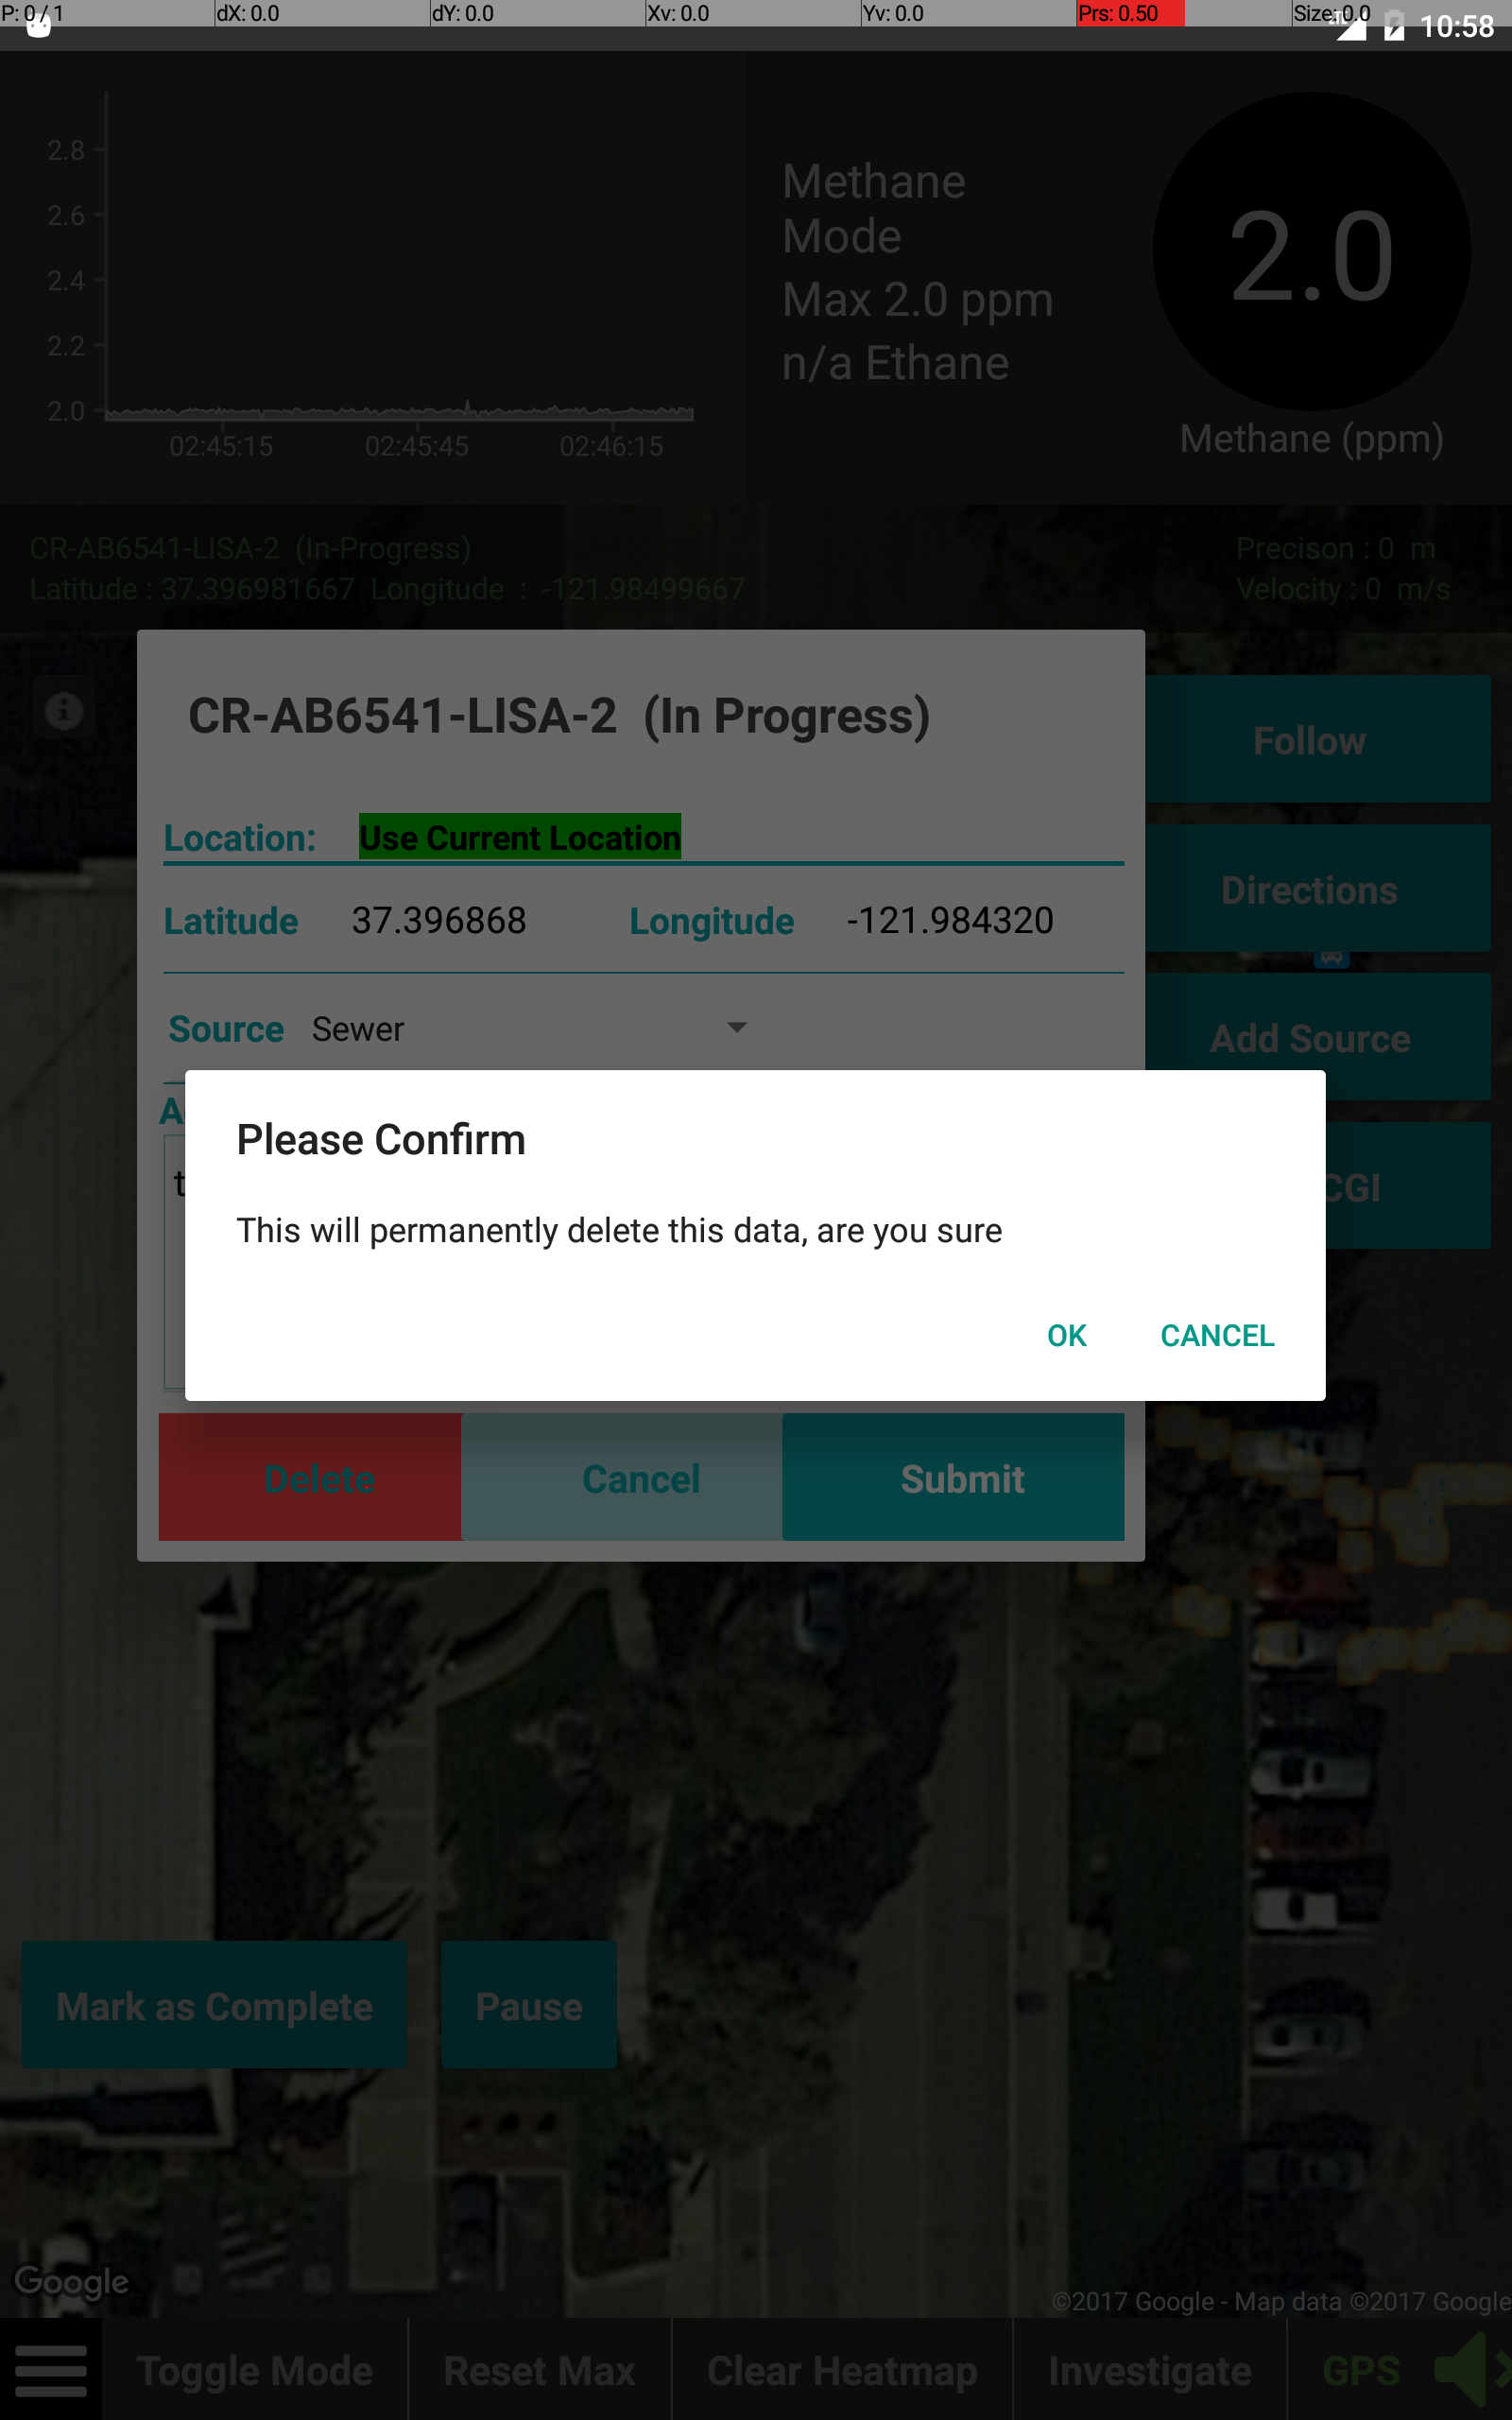 P: 0 / 1 dX: 0.0 dY: 0.0 Xv: 0.0 Yv: 0.0 Prs: 0.50 Size: 0.0
10:58
2.8
2.6
2.4
2.2
2.0
02:45:15 02:45:45 02:46:15
Methane
Mode
Max 2.0 ppm
n/a Ethane
2.0
Methane (ppm)
CR-AB6541-LISA-2 (In-Progress)
Latitude : 37.396981667 Longitude : -121.98499667
Precison : 0 m
Velocity : 0 m/s
CR-AB6541-LISA-2 (In Progress)
Location: Use Current Location
Latitude 37.396868 Longitude -121.984320
Source Sewer
Follow
Directions
Add Source
CGI
Please Confirm
This will permanently delete this data, are you sure
OK CANCEL
Delete Cancel Submit
Mark as Complete Pause
Google
©2017 Google - Map data ©2017 Google
Toggle Mode Reset Max Clear Heatmap Investigate GPS